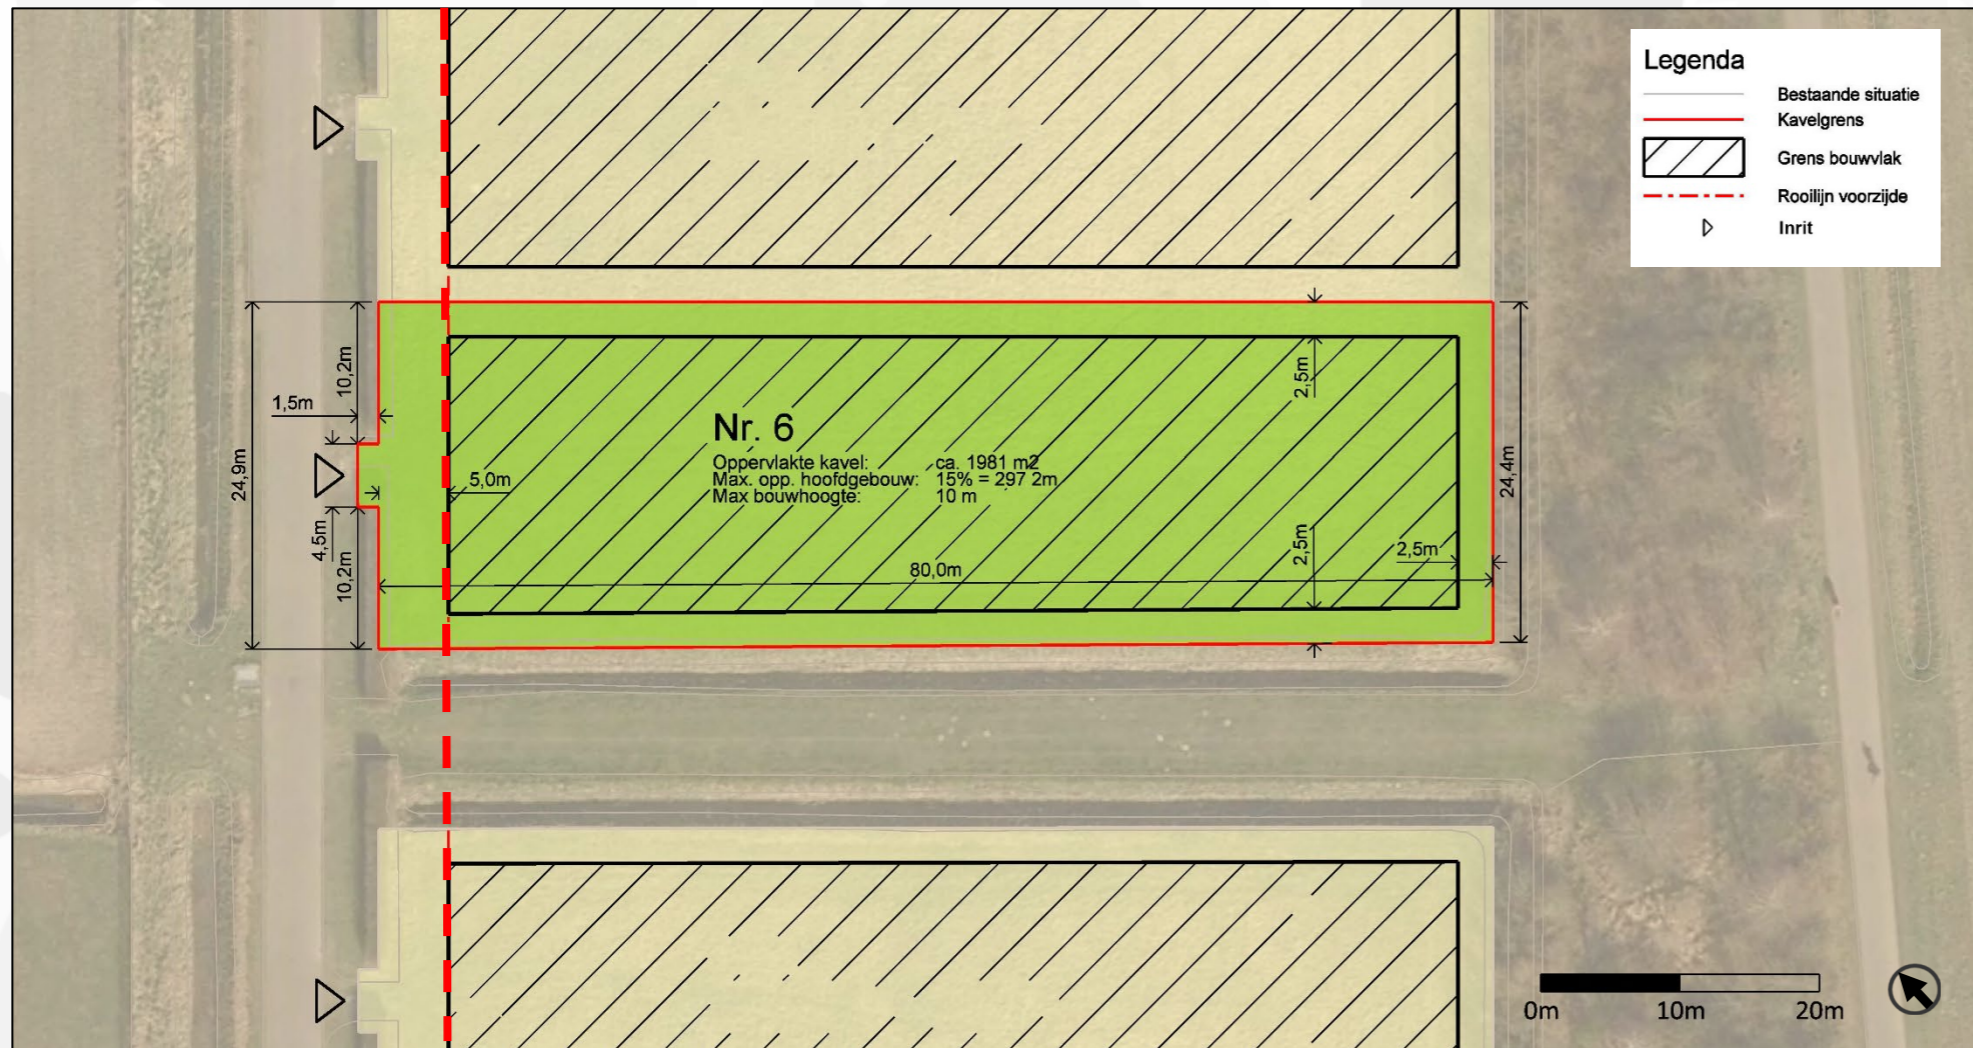 Legenda
Bestaande situatie
Kavelgrens
Grens bouwvlak
Rooilijn voorzijde
Inrit
10,2m
1,5m
24,9m
4,5m
10,2m
5,0m
Nr. 6
Oppervlakte kavel: ca. 1981 m2
Max. opp. hoofdgebouw: 15% = 297 2m
Max bouwhoogte: 10 m
2,5m
2,5m
2,5m
24,4m
80,0m
0m 10m 20m